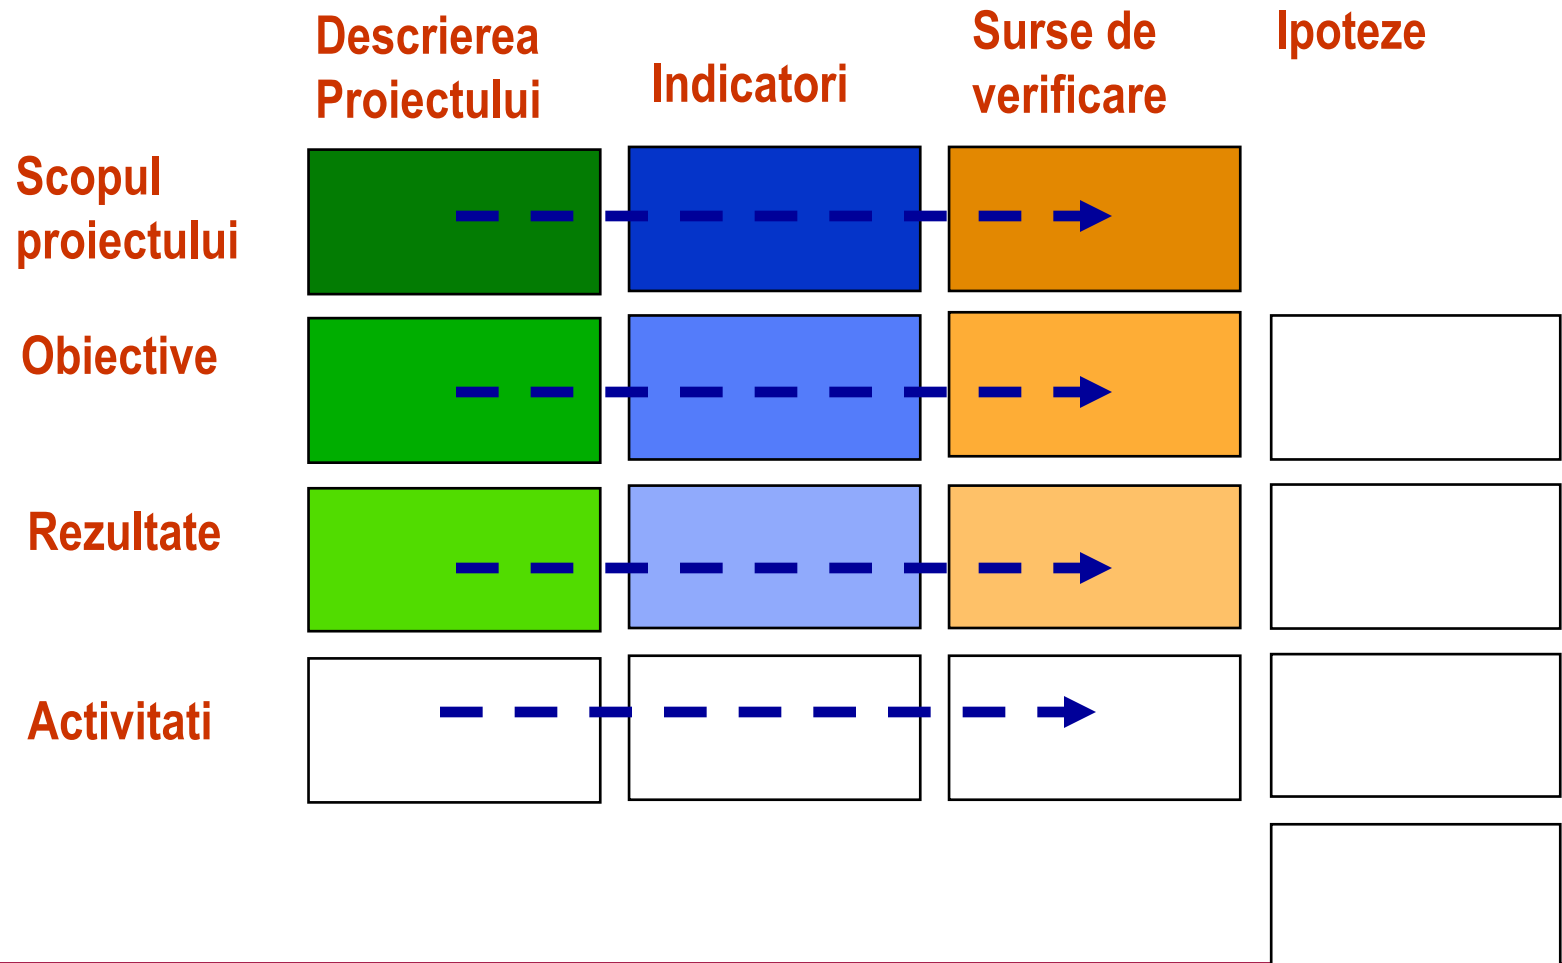 Descrierea
Proiectului
Indicatori
Surse de
verificare
Ipoteze
Scopul
proiectului
Obiective
Rezultate
Activitati